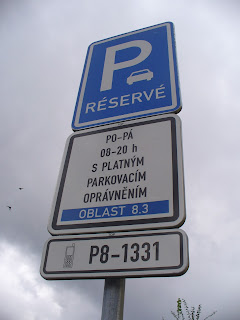 P
RÉSERVÉ
PO-PÁ
08-20 h
S PLATNÝM
PARKOVACÍM
OPRÁVNĚNÍM
OBLAST 8.3
P8-1331